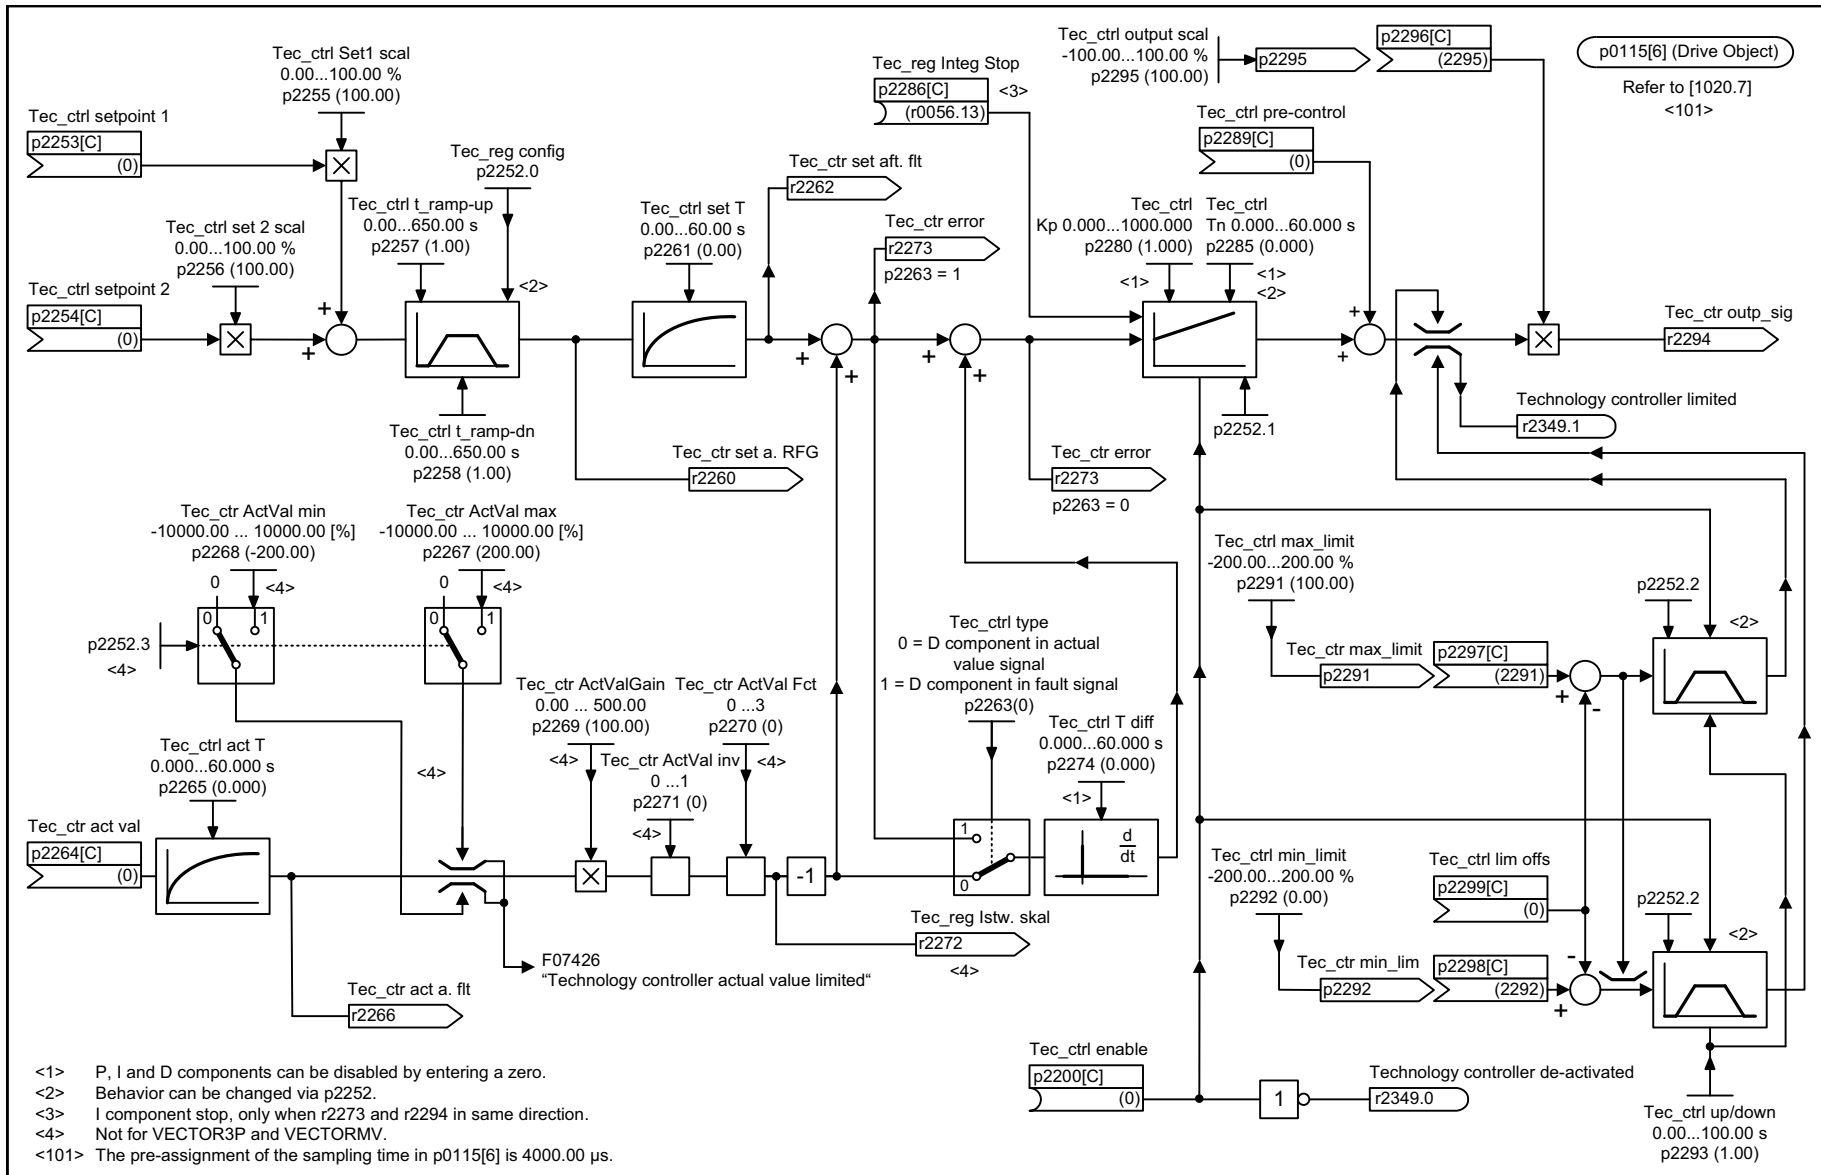 Tec_ctrl Set1 scal
0.00...100.00 %
p2255 (100.00)
Tec_ctrl setpoint 1
p2253[C]
(0)
Tec_ctrl set 2 scal
0.00...100.00 %
p2256 (100.00)
Tec_ctrl setpoint 2
p2254[C]
(0)
+
+
Tec_reg config
p2252.0
Tec_ctrl t_ramp-up
0.00...650.00 s
p2257 (1.00)
<2>
Tec_ctrl t_ramp-dn
0.00...650.00 s
p2258 (1.00)
Tec_ctrl set T
0.00...60.00 s
p2261 (0.00)
Tec_ctr set aft. flt
r2262
Tec_ctr set a. RFG
r2260
Tec_reg Integ Stop
p2286[C]
<3>
(r0056.13)
Tec_ctr error
r2273
p2263 = 1
+
+
+
+
Tec_ctr error
r2273
p2263 = 0
Tec_ctrl output scal
-100.00...100.00 %
p2295 (100.00)
p2295
p2296[C]
(2295)
p0115[6] (Drive Object)
Refer to [1020.7]
<101>
Tec_ctrl pre-control
p2289[C]
(0)
Tec_ctrl
Kp 0.000...1000.000
p2280 (1.000)
<1>
Tec_ctrl
Tn 0.000...60.000 s
p2285 (0.000)
<1>
<2>
p2252.1
+
+
Tec_ctr outp_sig
r2294
Technology controller limited
r2349.1
Tec_ctr ActVal min
-10000.00 ... 10000.00 [%]
p2268 (-200.00)
0
<4>
0
1
p2252.3
<4>
Tec_ctr ActVal max
-10000.00 ... 10000.00 [%]
p2267 (200.00)
0
<4>
0
1
<4>
Tec_ctrl act T
0.000...60.000 s
p2265 (0.000)
Tec_ctr act val
p2264[C]
(0)
Tec_ctr act a. flt
r2266
F07426
“Technology controller actual value limited“
Tec_ctr ActValGain
0.00 ... 500.00
p2269 (100.00)
<4>
Tec_ctr ActVal Fct
0 ...3
p2270 (0)
<4>
Tec_ctr ActVal inv
0 ...1
p2271 (0)
<4>
-1
Tec_reg Istw. skal
r2272
<4>
Tec_ctrl type
0 = D component in actual
value signal
1 = D component in fault signal
p2263(0)
1
0
Tec_ctrl T diff
0.000...60.000 s
p2274 (0.000)
<1>
d
dt
Tec_ctrl max_limit
-200.00...200.00 %
p2291 (100.00)
Tec_ctr max_limit
p2291
p2297[C]
(2291)
+
-
p2252.2
<2>
Tec_ctrl min_limit
-200.00...200.00 %
p2292 (0.00)
Tec_ctrl lim offs
p2299[C]
(0)
Tec_ctr min_lim
p2292
p2298[C]
(2292)
-
+
p2252.2
<2>
Tec_ctrl enable
p2200[C]
(0)
1
Technology controller de-activated
r2349.0
Tec_ctrl up/down
0.00...100.00 s
p2293 (1.00)
<1> P, I and D components can be disabled by entering a zero.
<2> Behavior can be changed via p2252.
<3> I component stop, only when r2273 and r2294 in same direction.
<4> Not for VECTOR3P and VECTORMV.
<101> The pre-assignment of the sampling time in p0115[6] is 4000.00 µs.